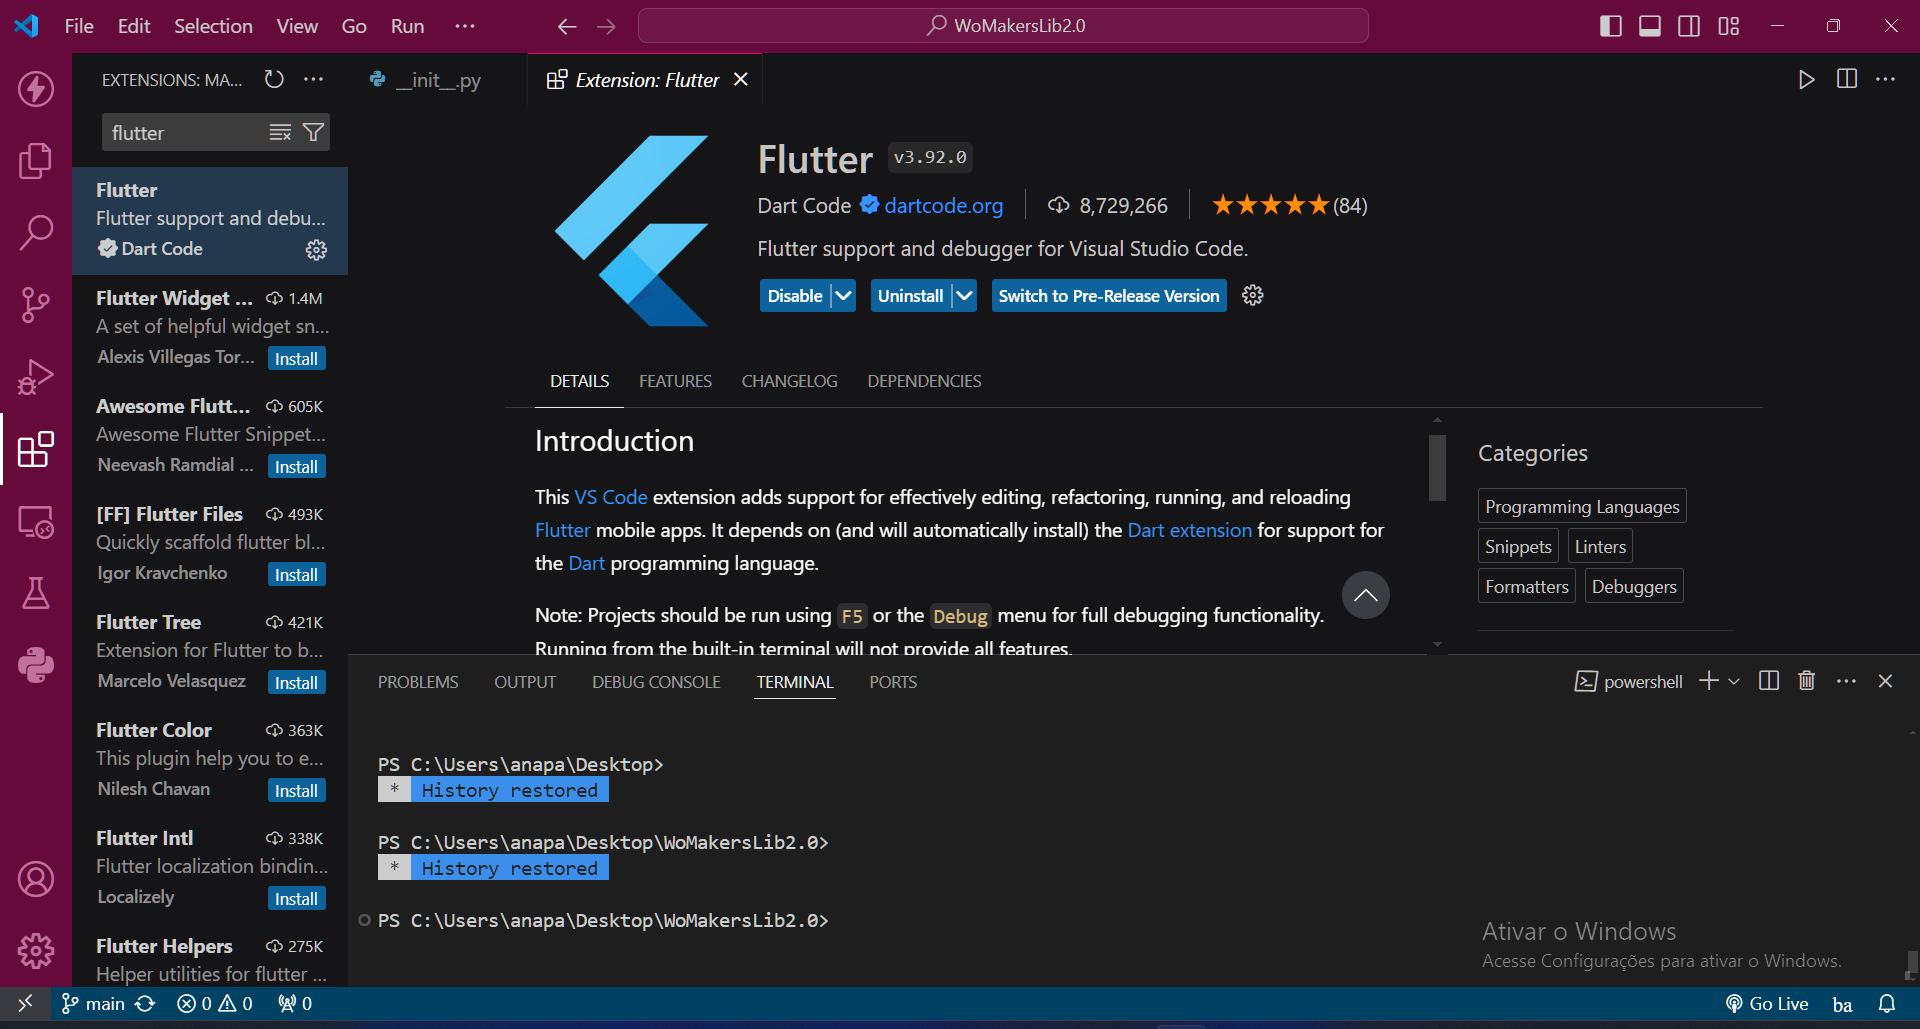 File Edit Selection View Go Run ···
WoMakersLib2.0
EXTENSIONS: MA...
__init__.py
Extension: Flutter
flutter
Flutter
Flutter support and debu...
Dart Code
Flutter Widget ... 1.4M
A set of helpful widget sn...
Alexis Villegas Tor... Install
Awesome Flutt... 605K
Awesome Flutter Snippet...
Neevash Ramdial ... Install
[FF] Flutter Files 493K
Quickly scaffold flutter bl...
Igor Kravchenko Install
Flutter Tree 421K
Extension for Flutter to b...
Marcelo Velasquez Install
Flutter Color 363K
This plugin help you to e...
Nilesh Chavan Install
Flutter Intl 338K
Flutter localization bindin...
Localizely Install
Flutter Helpers 275K
Helper utilities for flutter ...
Flutter v3.92.0
Dart Code dartcode.org 8,729,266 (84)
Flutter support and debugger for Visual Studio Code.
Disable Uninstall Switch to Pre-Release Version
DETAILS FEATURES CHANGELOG DEPENDENCIES
Introduction
This VS Code extension adds support for effectively editing, refactoring, running, and reloading
Flutter mobile apps. It depends on (and will automatically install) the Dart extension for support for
the Dart programming language.
Note: Projects should be run using F5 or the Debug menu for full debugging functionality.
Running from the built-in terminal will not provide all features.
Categories
Programming Languages
Snippets Linters
Formatters Debuggers
PROBLEMS OUTPUT DEBUG CONSOLE TERMINAL PORTS
powershell
PS C:\Users\anapa\Desktop>
* History restored
PS C:\Users\anapa\Desktop\WoMakersLib2.0>
* History restored
PS C:\Users\anapa\Desktop\WoMakersLib2.0>
Ativar o Windows
Acesse Configurações para ativar o Windows.
main 0 0 0
Go Live ba